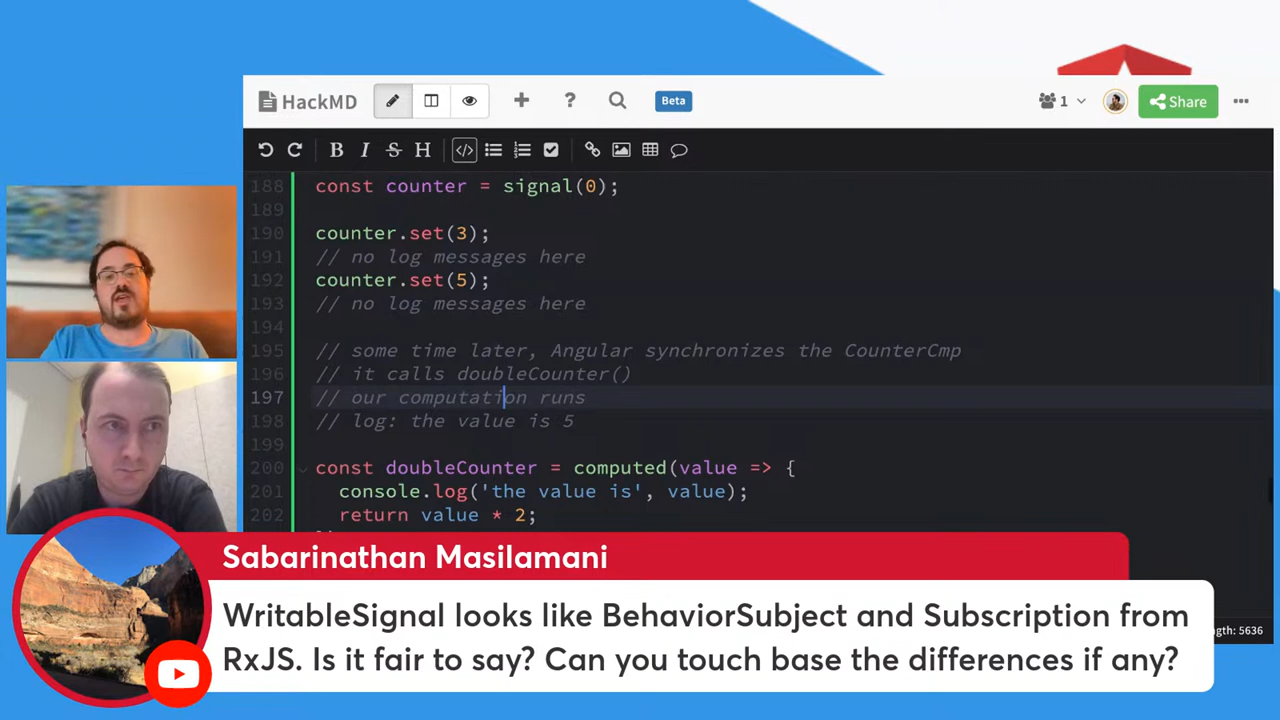 HackMD
Beta
1
Share
B I S H
188 const counter = signal(0);
189
190 counter.set(3);
191 // no log messages here
192 counter.set(5);
193 // no log messages here
194
195 // some time later, Angular synchronizes the CounterCmp
196 // it calls doubleCounter()
197 // our computation runs
198 // log: the value is 5
199
200 const doubleCounter = computed(value => {
201 console.log('the value is', value);
202 return value * 2;
Sabarinathan Masilamani
WritableSignal looks like BehaviorSubject and Subscription from
RxJS. Is it fair to say? Can you touch base the differences if any?
5636